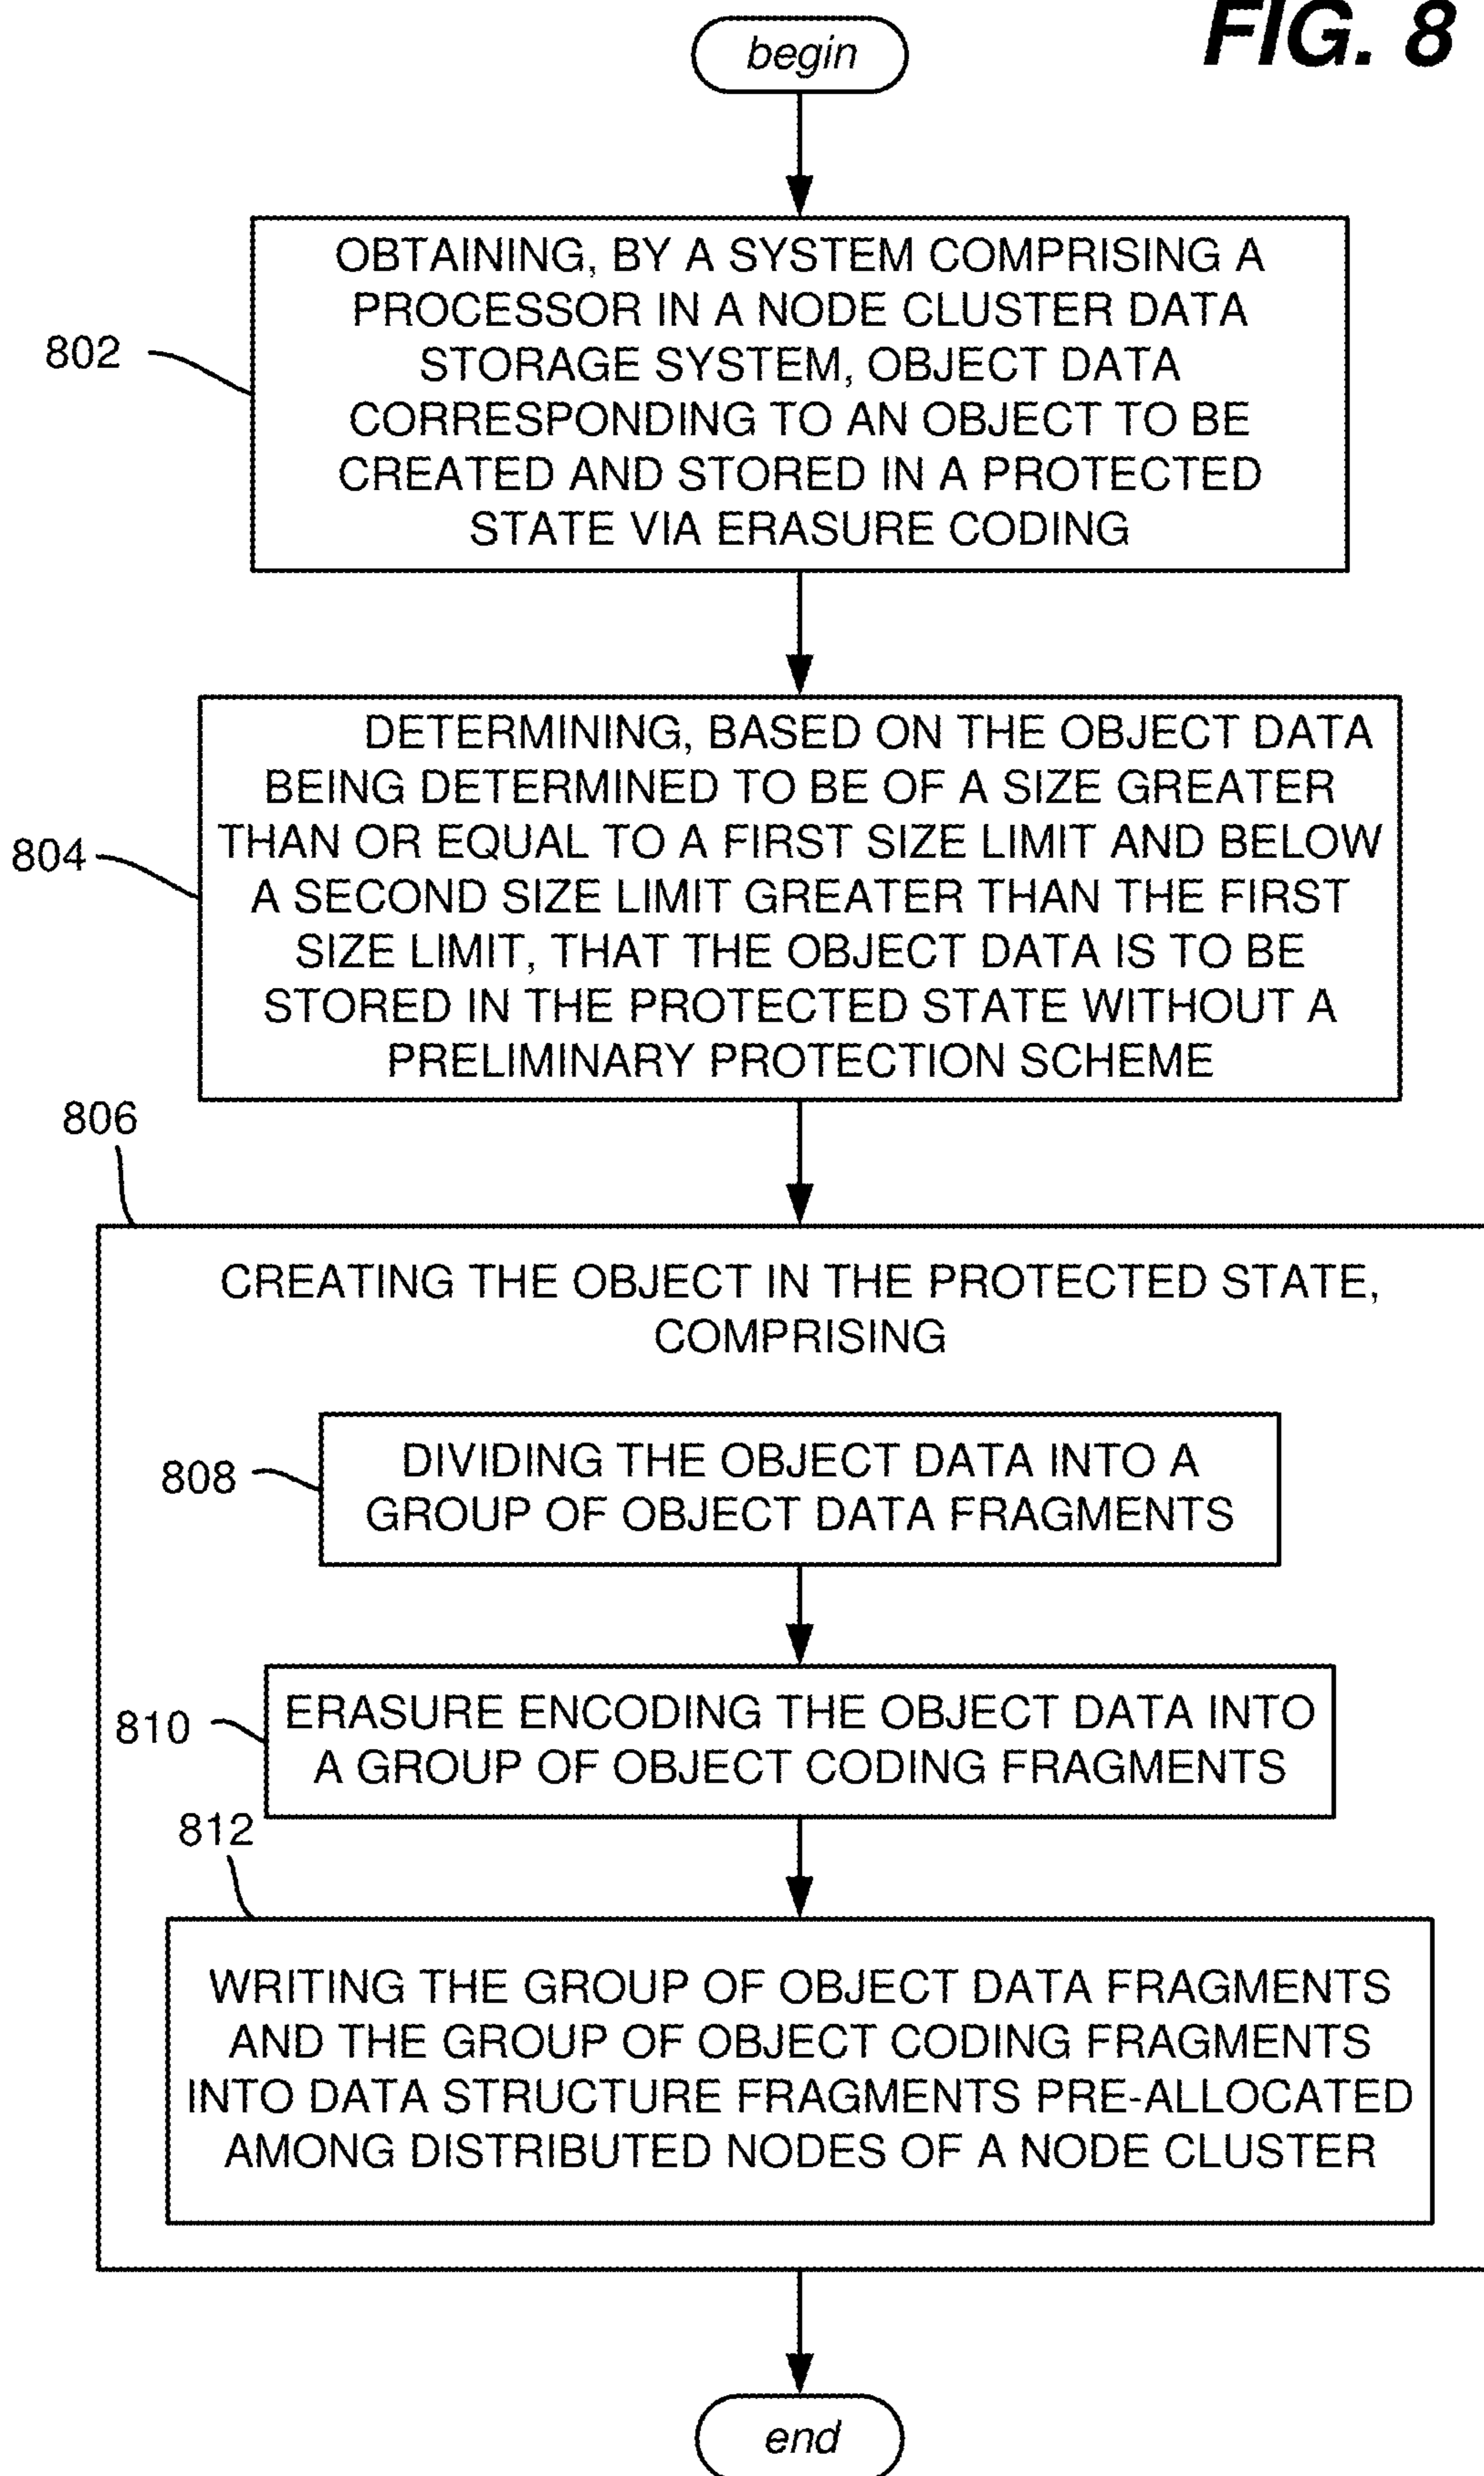 FIG. 8
begin
802
OBTAINING, BY A SYSTEM COMPRISING A
PROCESSOR IN A NODE CLUSTER DATA
STORAGE SYSTEM, OBJECT DATA
CORRESPONDING TO AN OBJECT TO BE
CREATED AND STORED IN A PROTECTED
STATE VIA ERASURE CODING
804
DETERMINING, BASED ON THE OBJECT DATA
BEING DETERMINED TO BE OF A SIZE GREATER
THAN OR EQUAL TO A FIRST SIZE LIMIT AND BELOW
A SECOND SIZE LIMIT GREATER THAN THE FIRST
SIZE LIMIT, THAT THE OBJECT DATA IS TO BE
STORED IN THE PROTECTED STATE WITHOUT A
PRELIMINARY PROTECTION SCHEME
806
CREATING THE OBJECT IN THE PROTECTED STATE,
COMPRISING
808
DIVIDING THE OBJECT DATA INTO A
GROUP OF OBJECT DATA FRAGMENTS
810
ERASURE ENCODING THE OBJECT DATA INTO
A GROUP OF OBJECT CODING FRAGMENTS
812
WRITING THE GROUP OF OBJECT DATA FRAGMENTS
AND THE GROUP OF OBJECT CODING FRAGMENTS
INTO DATA STRUCTURE FRAGMENTS PRE-ALLOCATED
AMONG DISTRIBUTED NODES OF A NODE CLUSTER
end